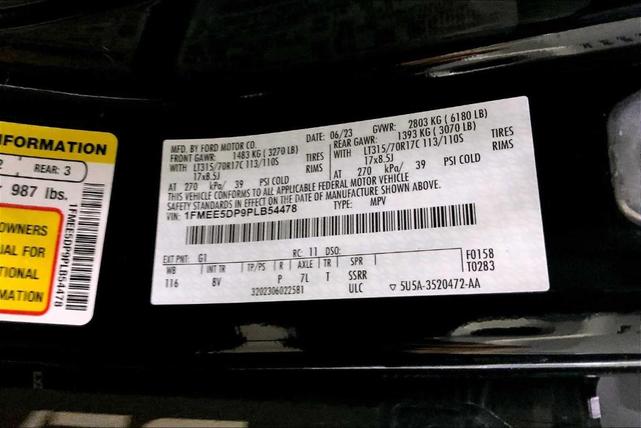 INFORMATION
2 REAR: 3
987 lbs.
OWNERS
UAL FOR
TIONAL
MATION
1FMEE5DP9PLB54478
MFD. BY FORD MOTOR CO. DATE: 06/23 GVWR: 2803 KG ( 6180 LB)
FRONT GAWR: 1483 KG ( 3270 LB) REAR GAWR: 1393 KG ( 3070 LB)
WITH LT315/70R17C 113/110S TIRES WITH LT315/70R17C 113/110S TIRES
17x8.5J RIMS 17x8.5J RIMS
AT 270 kPa/ 39 PSI COLD AT 270 kPa/ 39 PSI COLD
THIS VEHICLE CONFORMS TO ALL APPLICABLE FEDERAL MOTOR VEHICLE
SAFETY STANDARDS IN EFFECT ON THE DATE OF MANUFACTURE SHOWN ABOVE.
VIN: 1FMEE5DP9PLB54478 TYPE: MPV
EXT PNT: G1 RC: 11 DSO: F0158
WB INT TR TP/PS R AXLE TR SPR T0283
116 8V P 7L T SSRR
3202306022581 ULC ▽ 5U5A-3520472-AA